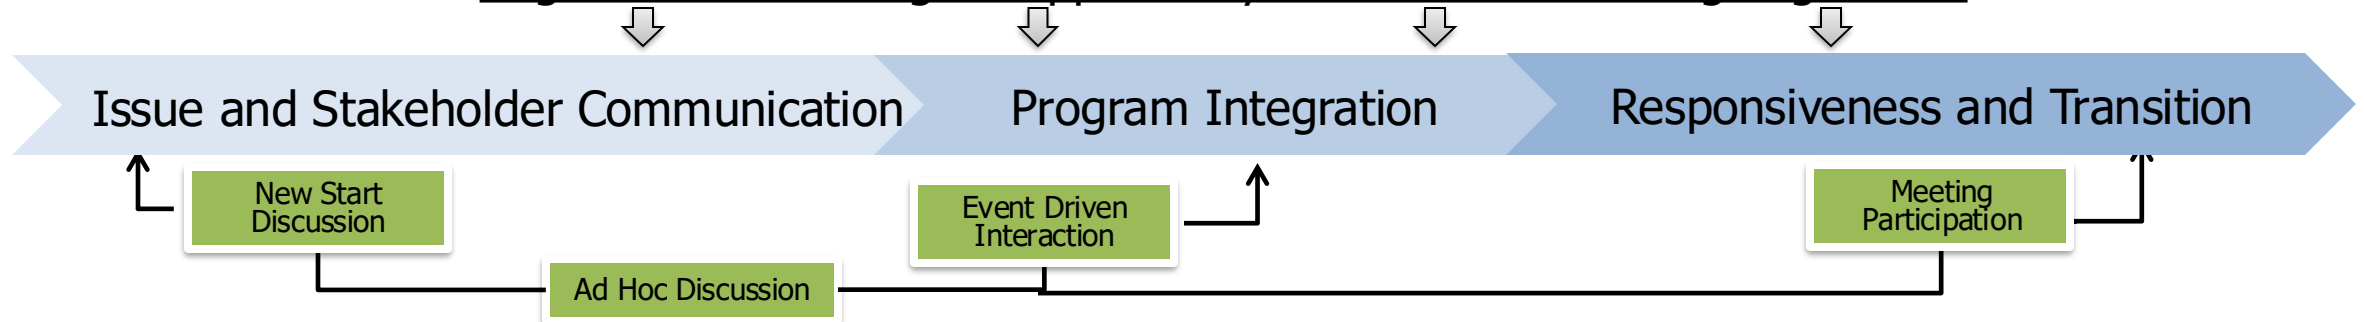 Issue and Stakeholder Communication
Program Integration
Responsiveness and Transition
New Start
Discussion
Event Driven
Interaction
Meeting
Participation
Ad Hoc Discussion